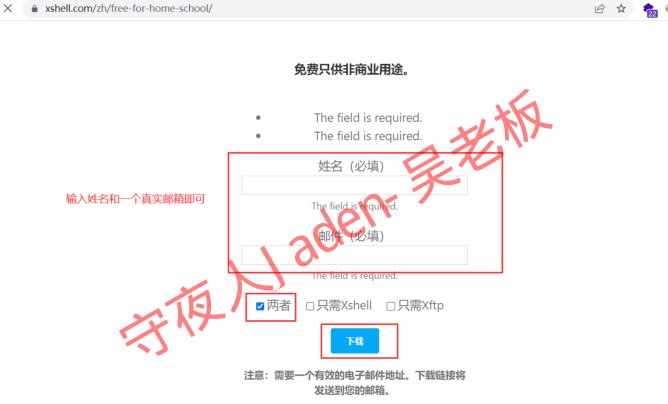 xshell.com/zh/free-for-home-school/
22
免费只供非商业用途。
The field is required.
The field is required.
姓名（必填）
输入姓名和一个真实邮箱即可
The field is required.
邮件（必填）
The field is required.
两者 只需Xshell 只需Xftp
下载
注意：需要一个有效的电子邮件地址。下载链接将
发送到您的邮箱。
守夜人J aden- 吴老板